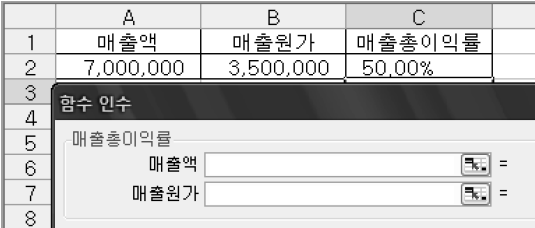 A B C
1 매출액 매출원가 매출총이익률
2 7,000,000 3,500,000 50.00%
3
함수 인수
4
매출총이익률
5
6 매출액 =
7 매출원가 =
8